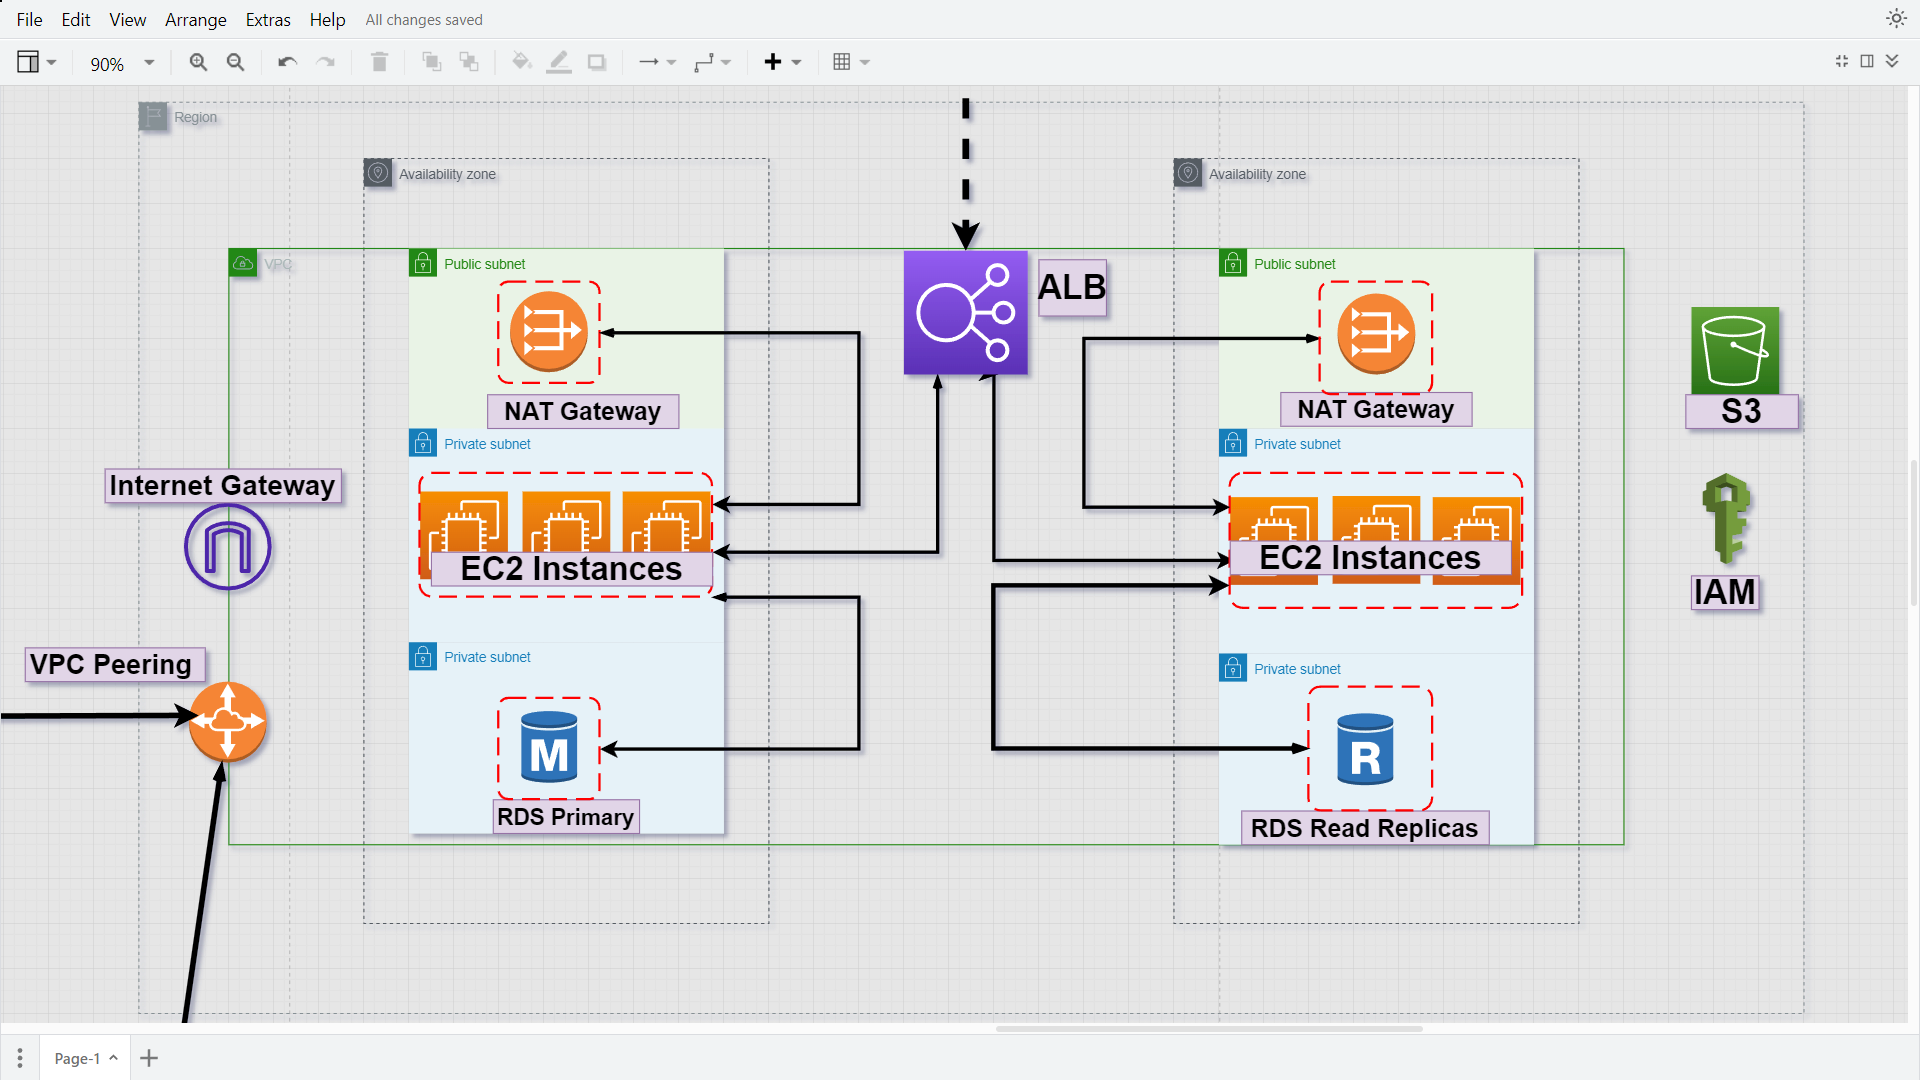 File Edit View Arrange Extras Help All changes saved
90%
Region
Availability zone
Availability zone
VPC
Public subnet
ALB
Public subnet
NAT Gateway
NAT Gateway
S3
Private subnet
Private subnet
Internet Gateway
EC2 Instances
EC2 Instances
IAM
VPC Peering
Private subnet
Private subnet
M
R
RDS Primary
RDS Read Replicas
Page-1